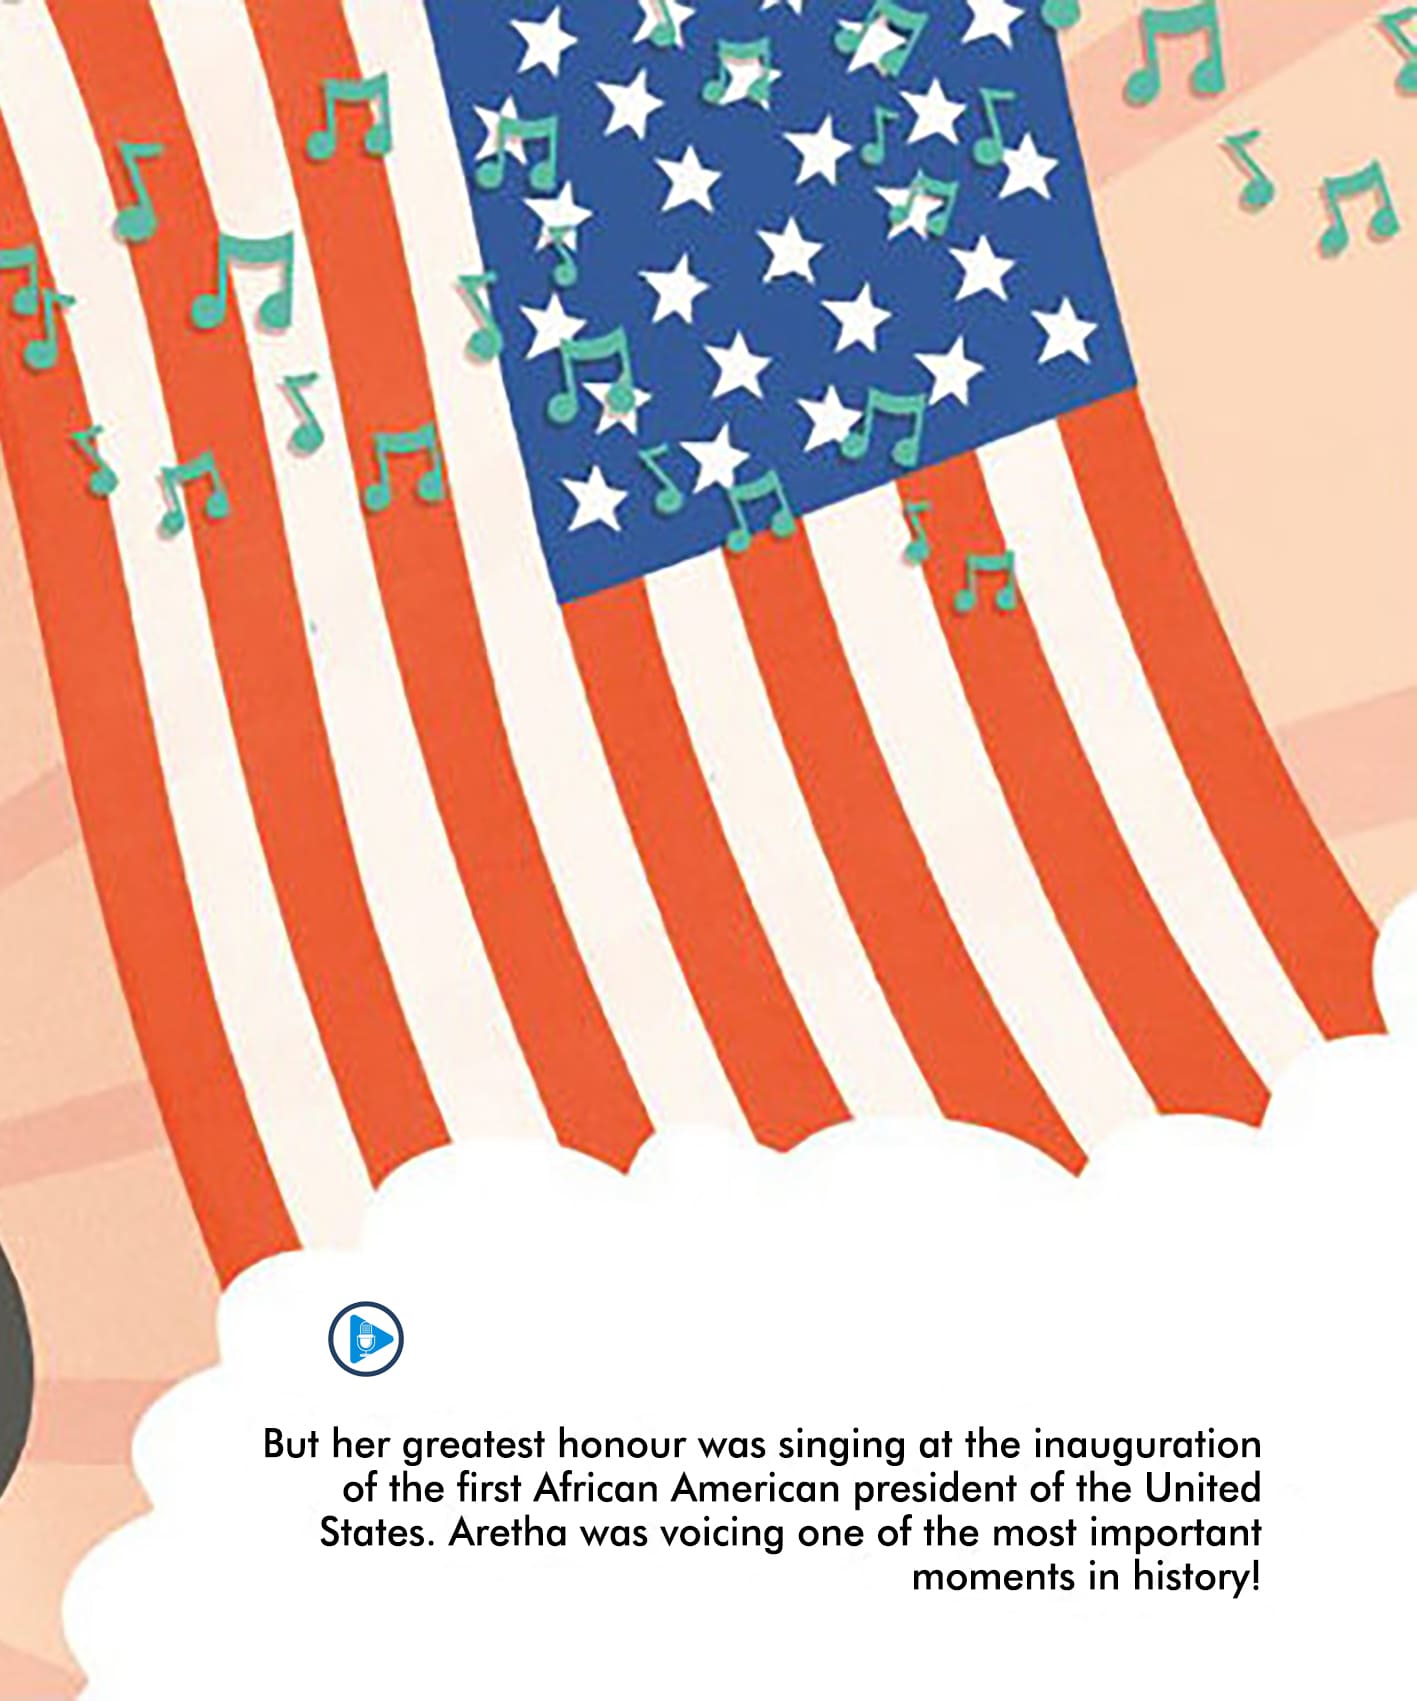 But her greatest honour was singing at the inauguration
of the first African American president of the United
States. Aretha was voicing one of the most important
moments in history!